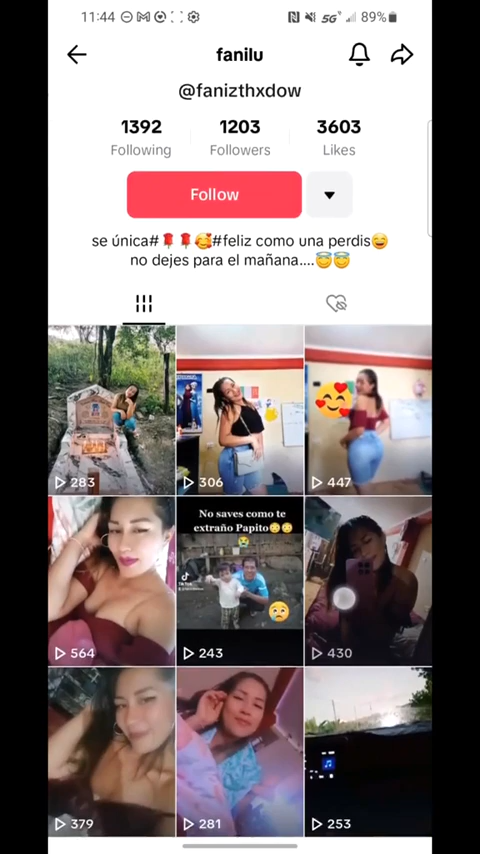 11:44
5G
89%
fanilu
@fanizthxdow
1392
1203
3603
Following
Followers
Likes
Follow
se única# #feliz como una perdis
no dejes para el mañana....
283
306
447
No saves como te
extraño Papito
TikTok
564
243
430
379
281
253